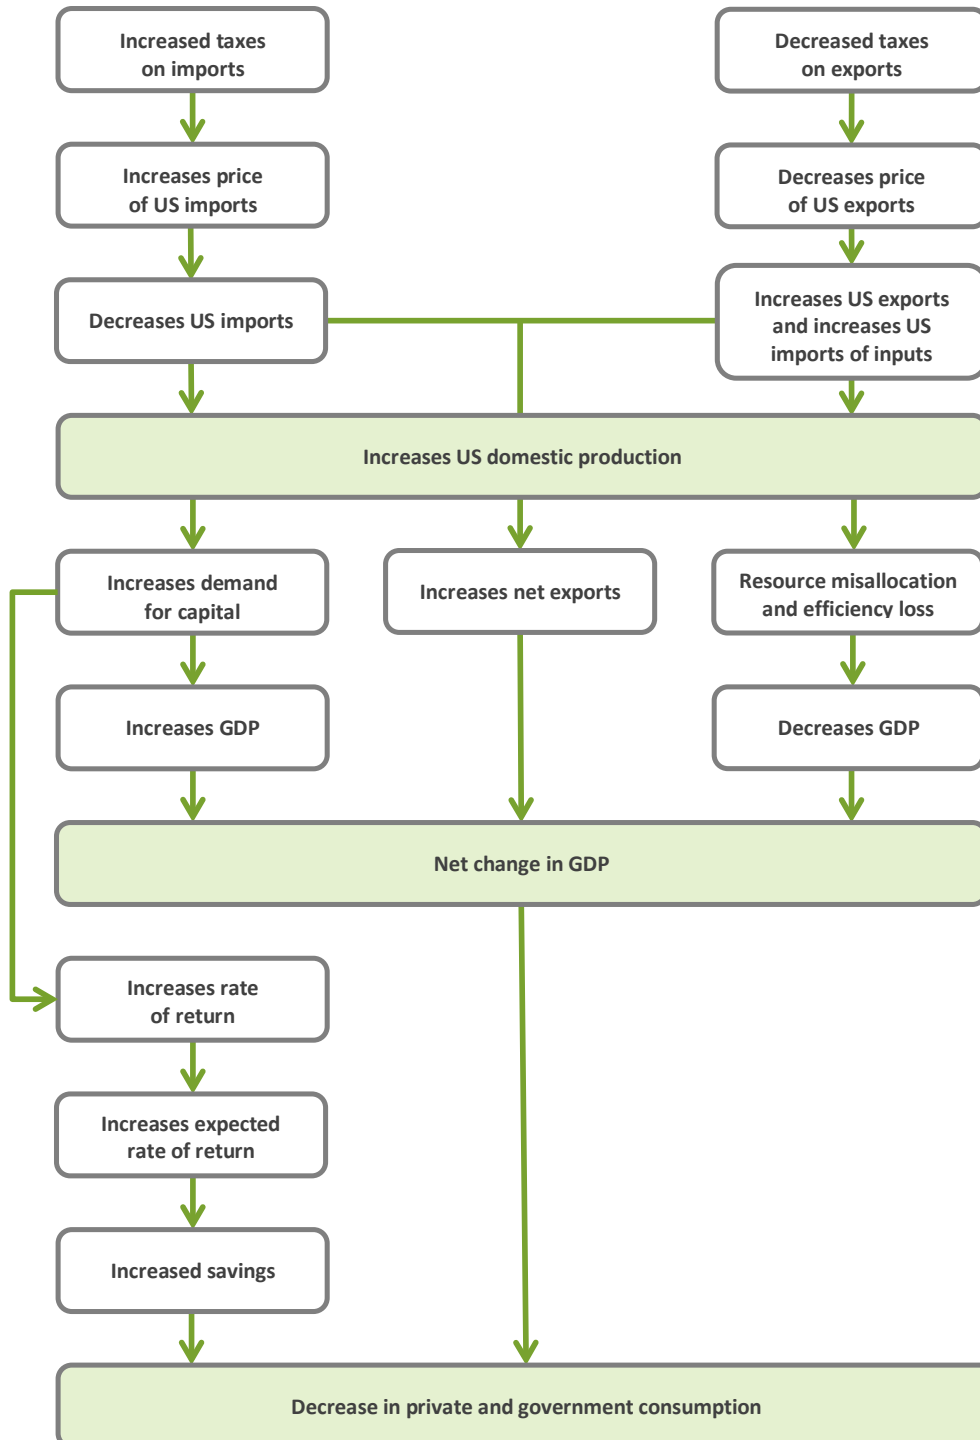 Increased taxes
on imports
Decreased taxes
on exports
Increases price
of US imports
Decreases price
of US exports
Decreases US imports
Increases US exports
and increases US
imports of inputs
Increases US domestic production
Increases demand
for capital
Increases net exports
Resource misallocation
and efficiency loss
Increases GDP
Decreases GDP
Net change in GDP
Increases rate
of return
Increases expected
rate of return
Increased savings
Decrease in private and government consumption